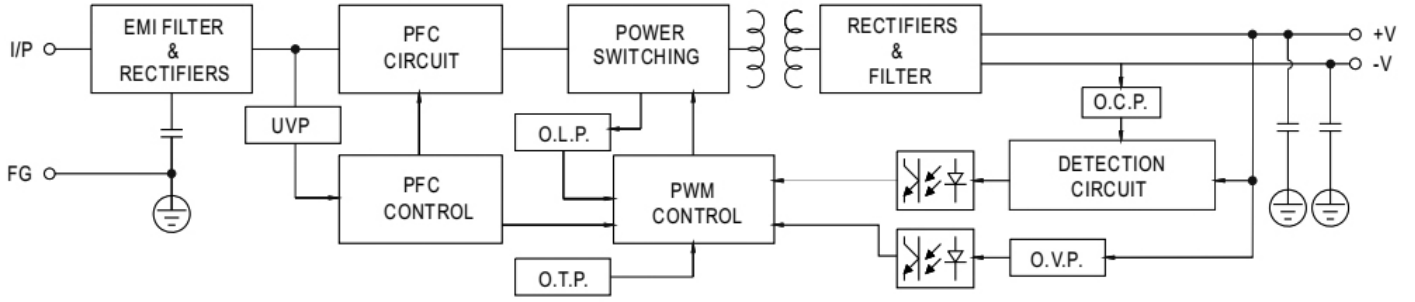 I/P
EMI FILTER
&
RECTIFIERS
PFC
CIRCUIT
POWER
SWITCHING
RECTIFIERS
&
FILTER
+V
-V
UVP
O.L.P.
O.C.P.
FG
PFC
CONTROL
PWM
CONTROL
DETECTION
CIRCUIT
O.T.P.
O.V.P.